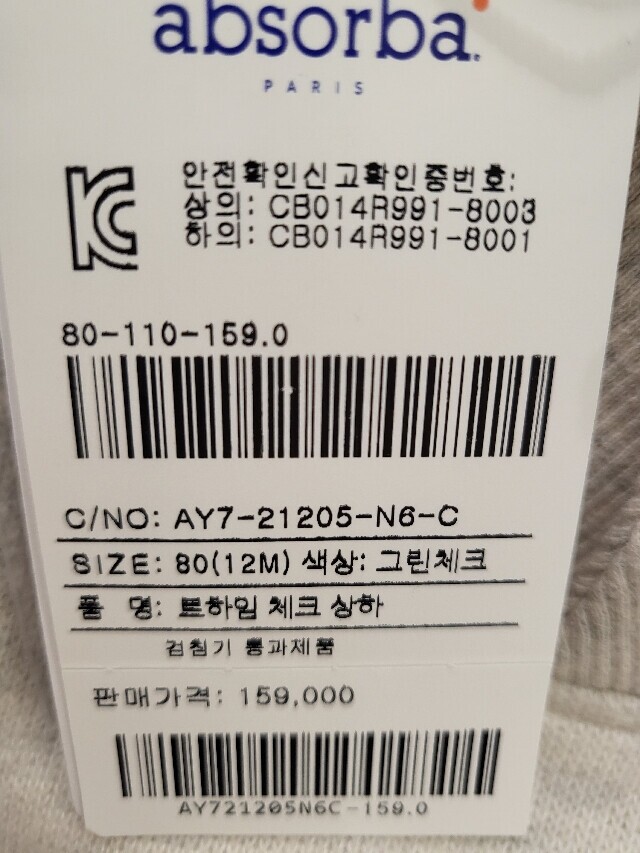 absorba.
PARIS
안전확인신고확인증번호:
상의: CB014R991-8003
하의: CB014R991-8001
80-110-159.0
C/NO: AY7-21205-N6-C
SIZE: 80(12M) 색상: 그린체크
품 명: 트하임 체크 상하
검침기 통과제품
판매가격: 159,000
AY721205N6C-159.0